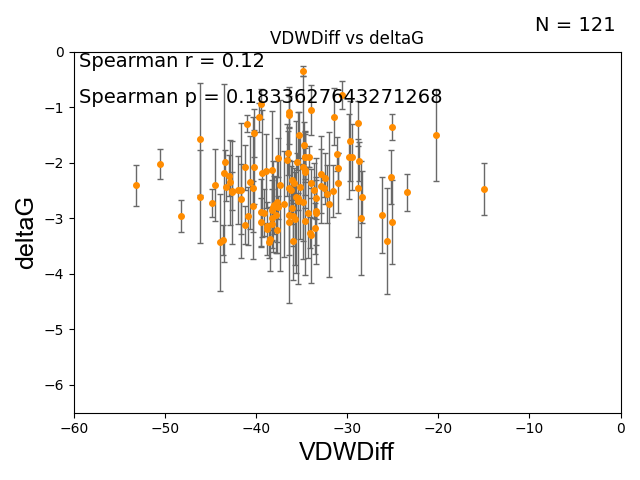 N = 121
VDWDiff vs deltaG
Spearman r = 0.12
Spearman p = 0.1833627643271268
deltaG
0
−1
−2
−3
−4
−5
−6
−60
−50
−40
−30
−20
−10
0
VDWDiff